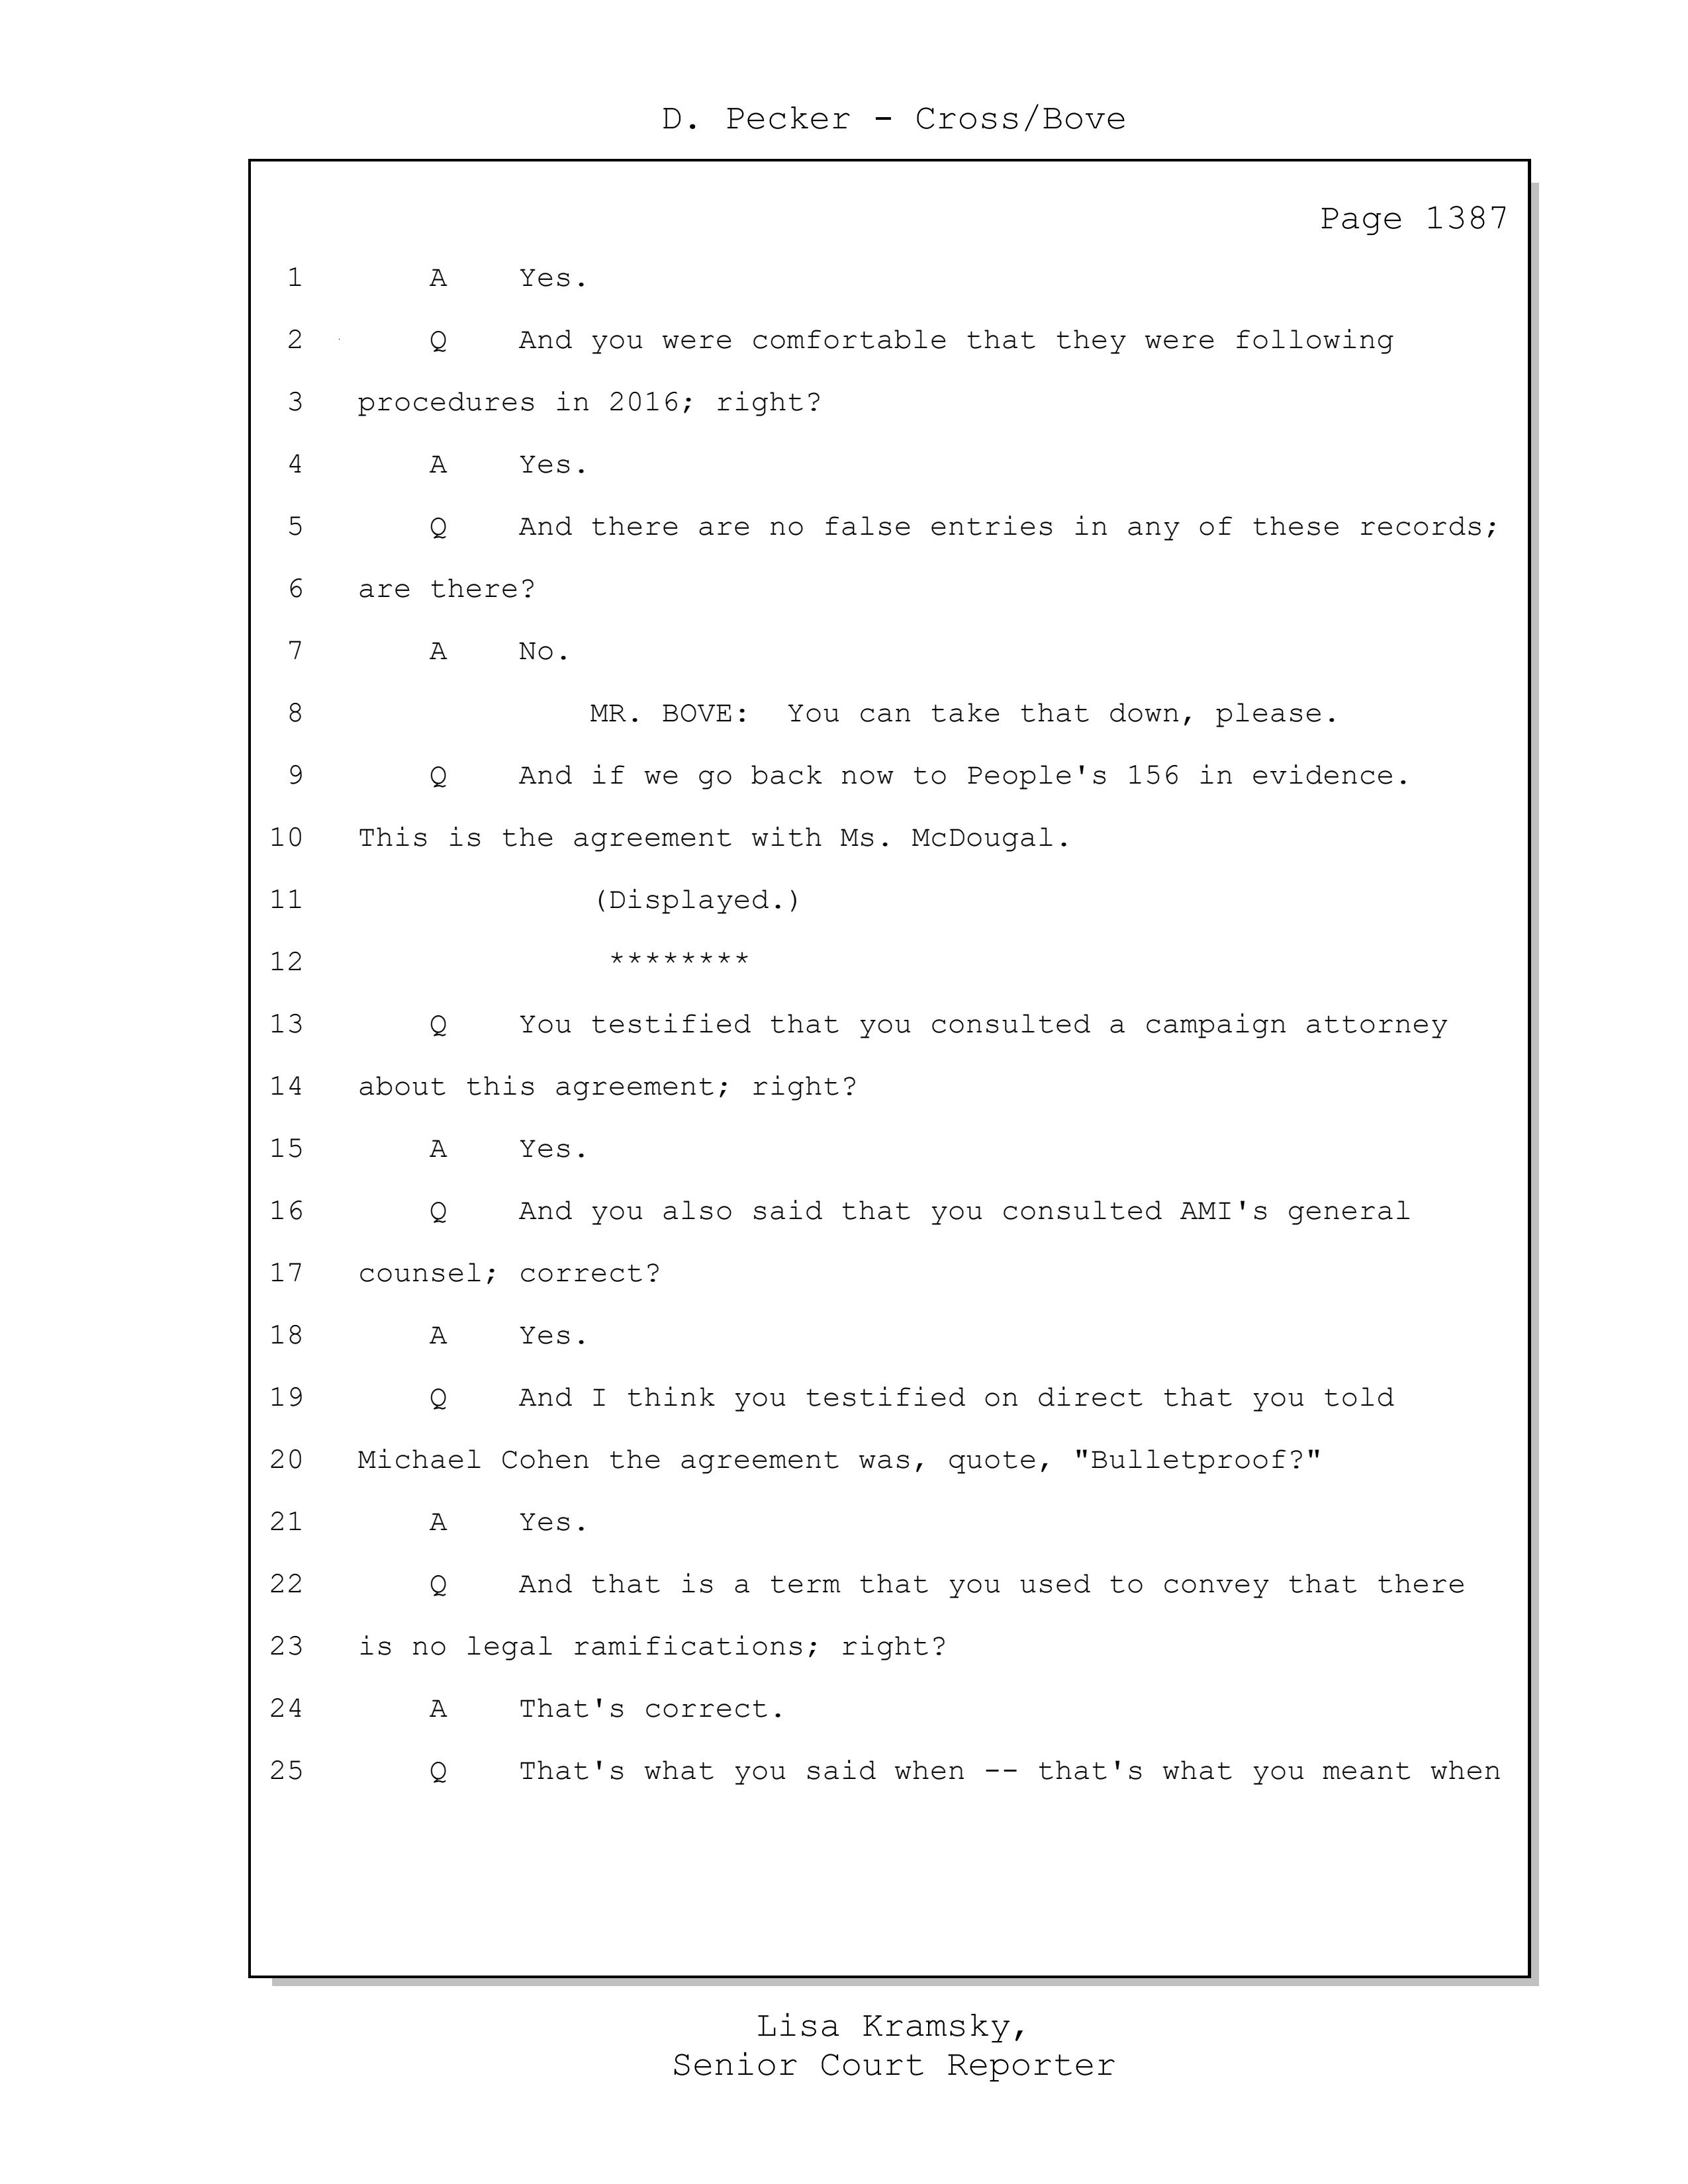 D. Pecker - Cross/Bove
Page 1387
1 A Yes.
2 Q And you were comfortable that they were following
3 procedures in 2016; right?
4 A Yes.
5 Q And there are no false entries in any of these records;
6 are there?
7 A No.
8 MR. BOVE: You can take that down, please.
9 Q And if we go back now to People's 156 in evidence.
10 This is the agreement with Ms. McDougal.
11 (Displayed.)
12 ********
13 Q You testified that you consulted a campaign attorney
14 about this agreement; right?
15 A Yes.
16 Q And you also said that you consulted AMI's general
17 counsel; correct?
18 A Yes.
19 Q And I think you testified on direct that you told
20 Michael Cohen the agreement was, quote, "Bulletproof?"
21 A Yes.
22 Q And that is a term that you used to convey that there
23 is no legal ramifications; right?
24 A That's correct.
25 Q That's what you said when -- that's what you meant when
Lisa Kramsky,
Senior Court Reporter